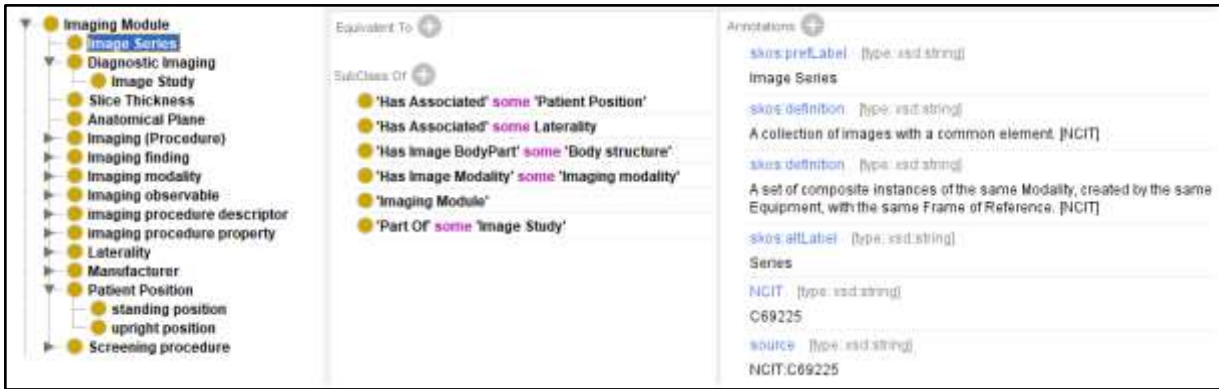 Imaging Module
Image Series
Diagnostic Imaging
Image Study
Slice Thickness
Anatomical Plane
Imaging (Procedure)
Imaging finding
Imaging modality
Imaging observable
imaging procedure descriptor
imaging procedure property
Laterality
Manufacturer
Patient Position
standing position
upright position
Screening procedure
Equivalent To
SubClass Of
'Has Associated' some 'Patient Position'
'Has Associated' some Laterality
'Has Image BodyPart' some 'Body structure'
'Has Image Modality' some 'Imaging modality'
'Imaging Module'
'Part Of' some 'Image Study'
Annotations
skos:prefLabel [type: xsd:string]
Image Series
skos:definition [type: xsd:string]
A collection of images with a common element. [NCIT]
skos:definition [type: xsd:string]
A set of composite instances of the same Modality, created by the same
Equipment, with the same Frame of Reference. [NCIT]
skos:altLabel [type: xsd:string]
Series
NCIT [type: xsd:string]
C69225
source [type: xsd:string]
NCIT:C69225